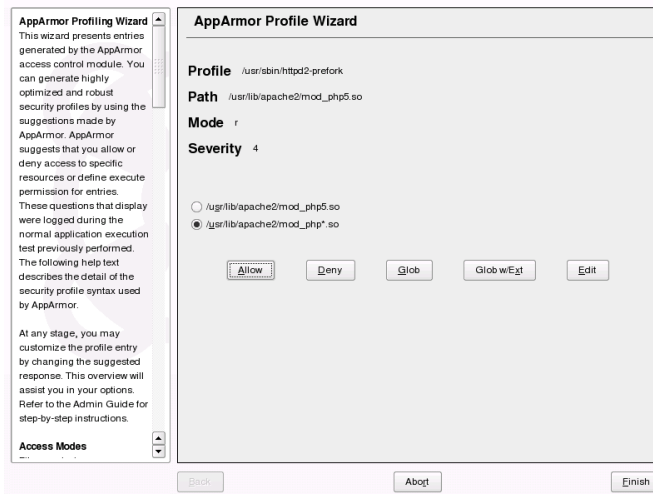 AppArmor Profiling Wizard
This wizard presents entries
generated by the AppArmor
access control module. You
can generate highly
optimized and robust
security profiles by using the
suggestions made by
AppArmor. AppArmor
suggests that you allow or
deny access to specific
resources or define execute
permission for entries.
These questions that display
were logged during the
normal application execution
test previously performed.
The following help text
describes the detail of the
security profile syntax used
by AppArmor.
At any stage, you may
customize the profile entry
by changing the suggested
response. This overview will
assist you in your options.
Refer to the Admin Guide for
step-by-step instructions.
Access Modes
AppArmor Profile Wizard
Profile /usr/sbin/httpd2-prefork
Path /usr/lib/apache2/mod_php5.so
Mode r
Severity 4
/usr/lib/apache2/mod_php5.so
/usr/lib/apache2/mod_php*.so
Allow Deny Glob Glob w/Ext Edit
Back Abort Finish